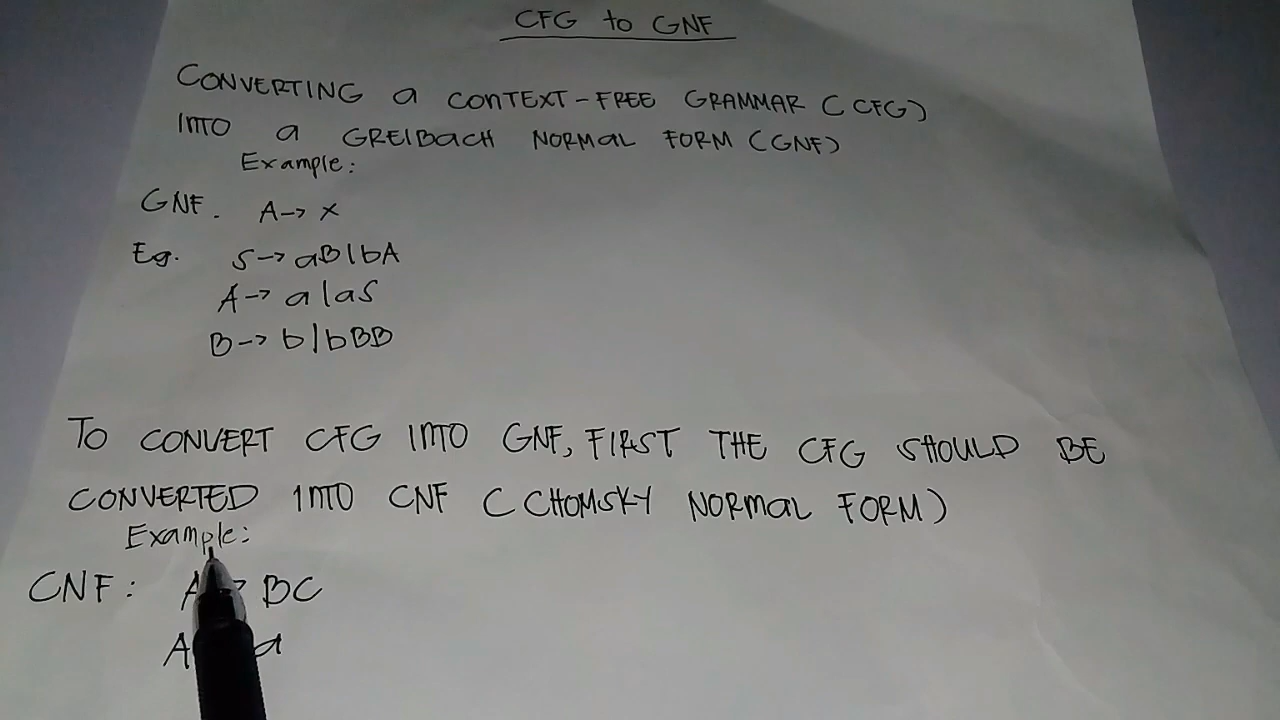 CFG to GNF
CONVERTING a CONTEXT-FREE GRAMMAR (CFG)
INTO a GREIBACH NORMAL FORM (GNF)
Example:
GNF. A→ x
Eg. S→ aB|bA
A→ a|aS
B→ b|bBB
TO CONVERT CFG INTO GNF, FIRST THE CFG SHOULD BE
CONVERTED INTO CNF (CHOMSKY NORMAL FORM)
Example:
CNF: A→ BC
A a